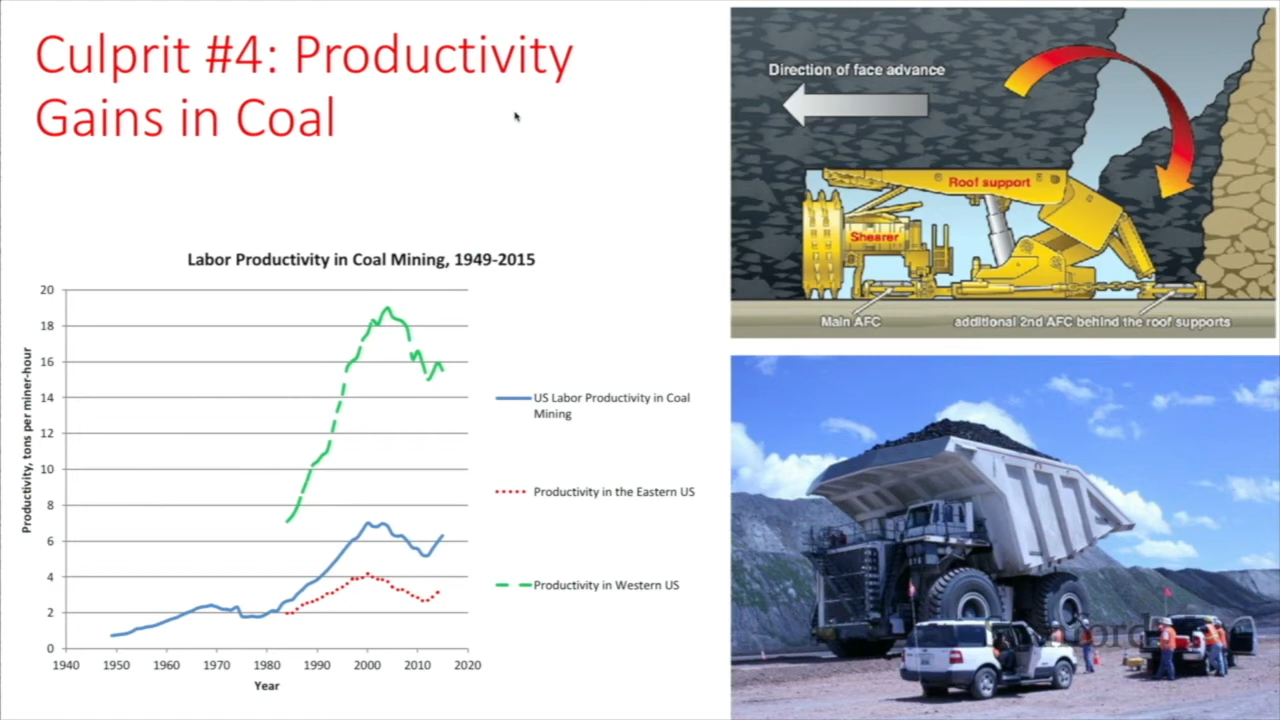 Culprit #4: Productivity
Gains in Coal
Labor Productivity in Coal Mining, 1949-2015
Productivity, tons per miner-hour
20
18
16
14
12
10
8
6
4
2
0
1940
1950
1960
1970
1980
1990
2000
2010
2020
Year
US Labor Productivity in Coal
Mining
Productivity in the Eastern US
Productivity in Western US
Direction of face advance
Roof support
Shearer
Main AFC
additional 2nd AFC behind the roof supports